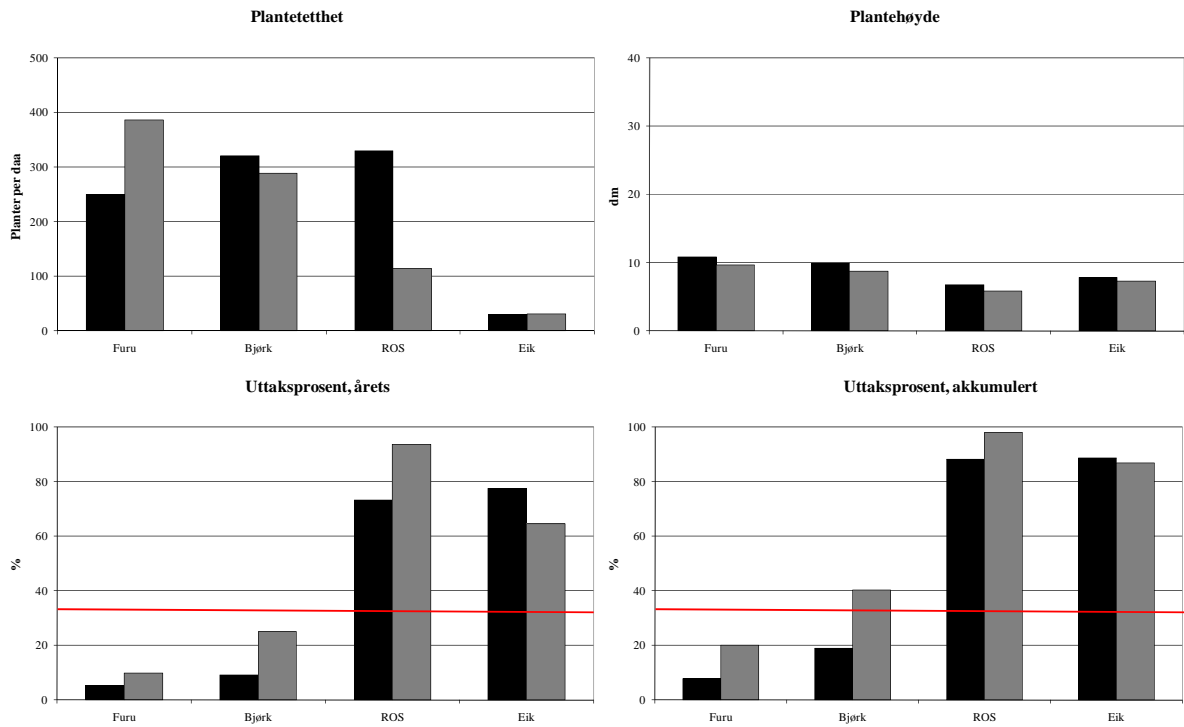 Plantetetthet
500
400
300
200
100
0
Planter per daa
Furu Bjørk ROS Eik
Plantehøyde
40
30
20
10
0
dm
Furu Bjørk ROS Eik
Uttaksprosent, årets
100
80
60
40
20
0
%
Furu Bjørk ROS Eik
Uttaksprosent, akkumulert
100
80
60
40
20
0
%
Furu Bjørk ROS Eik